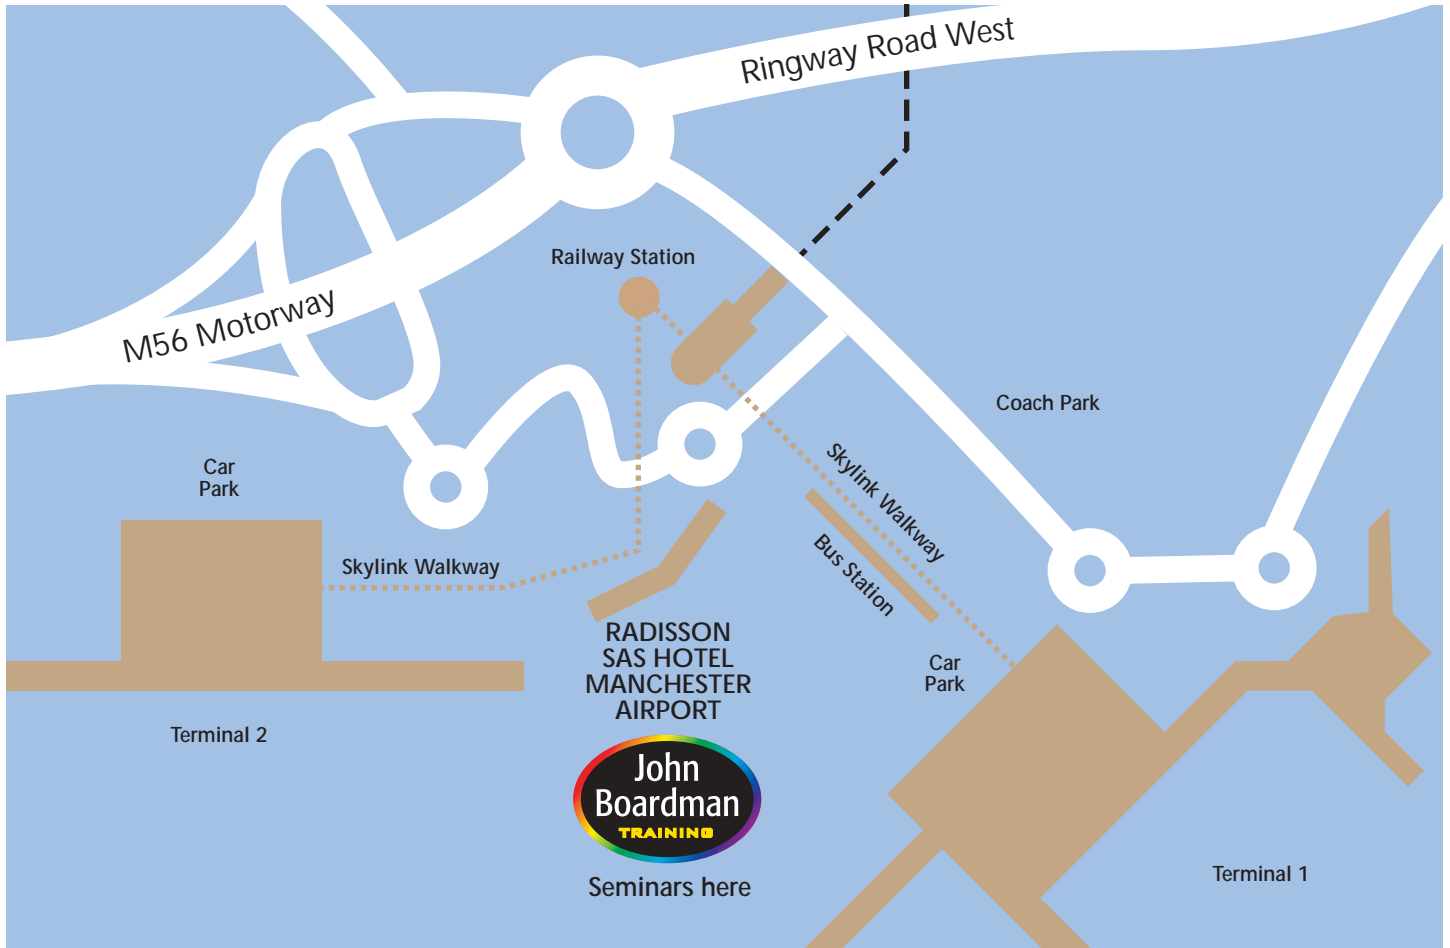 Ringway Road West
Railway Station
M56 Motorway
Coach Park
Car
Park
Skylink Walkway
Skylink Walkway
Bus Station
RADISSON
SAS HOTEL
MANCHESTER
AIRPORT
Car
Park
Terminal 2
John
Boardman
TRAINING
Seminars here
Terminal 1